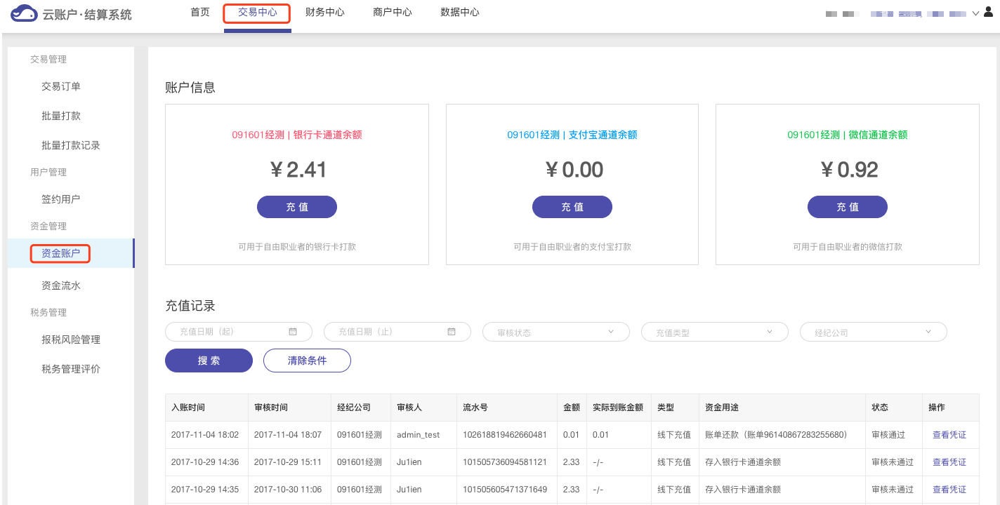 云账户·结算系统 首页 交易中心 财务中心 商户中心 数据中心
交易管理
交易订单
批量打款
批量打款记录
用户管理
签约用户
资金管理
资金账户
资金流水
税务管理
报税风险管理
税务管理评价
账户信息
091601经测 | 银行卡通道余额
¥ 2.41
充 值
可用于自由职业者的银行卡打款
091601经测 | 支付宝通道余额
¥ 0.00
充 值
可用于自由职业者的支付宝打款
091601经测 | 微信通道余额
¥ 0.92
充 值
可用于自由职业者的微信打款
充值记录
充值日期（起） 充值日期（止） 审核状态 充值类型 经纪公司
搜 索 清除条件
入账时间 审核时间 经纪公司 审核人 流水号 金额 实际到账金额 类型 资金用途 状态 操作
2017-11-04 18:02 2017-11-04 18:07 091601经测 admin_test 102618819462660481 0.01 0.01 线下充值 账单还款（账单96140867283255680） 审核通过 查看凭证
2017-10-29 14:36 2017-10-29 15:11 091601经测 Ju1ien 101505736094581121 2.33 -/- 线下充值 存入银行卡通道余额 审核未通过 查看凭证
2017-10-29 14:35 2017-10-30 11:06 091601经测 Ju1ien 101505605471371649 2.33 -/- 线下充值 存入银行卡通道余额 审核未通过 查看凭证